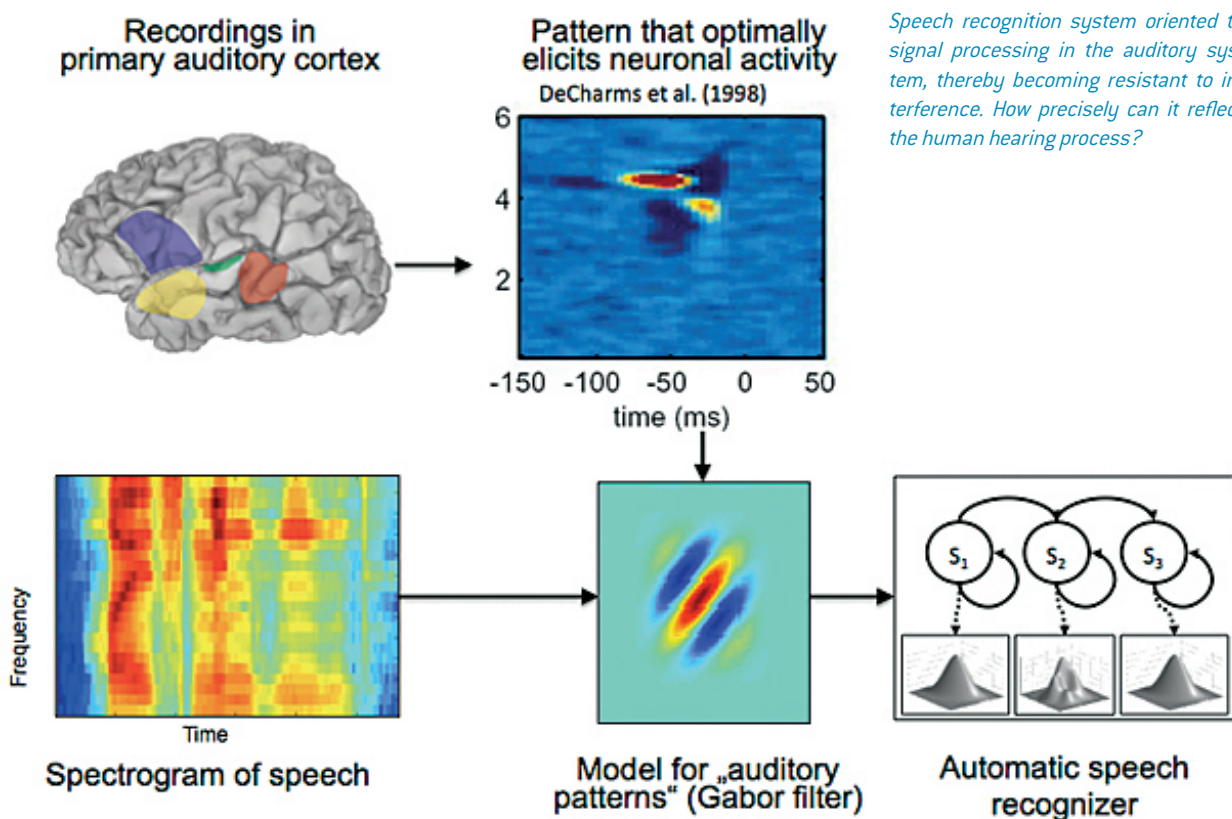 Recordings in
primary auditory cortex
Pattern that optimally
elicits neuronal activity
DeCharms et al. (1998)
Speech recognition system oriented t
signal processing in the auditory sys
tem, thereby becoming resistant to in
terference. How precisely can it reflec
the human hearing process?
6
4
2
-150 -100 -50 0 50
time (ms)
Frequency
Time
Spectrogram of speech
Model for „auditory
patterns“ (Gabor filter)
S1 S2 S3
Automatic speech
recognizer